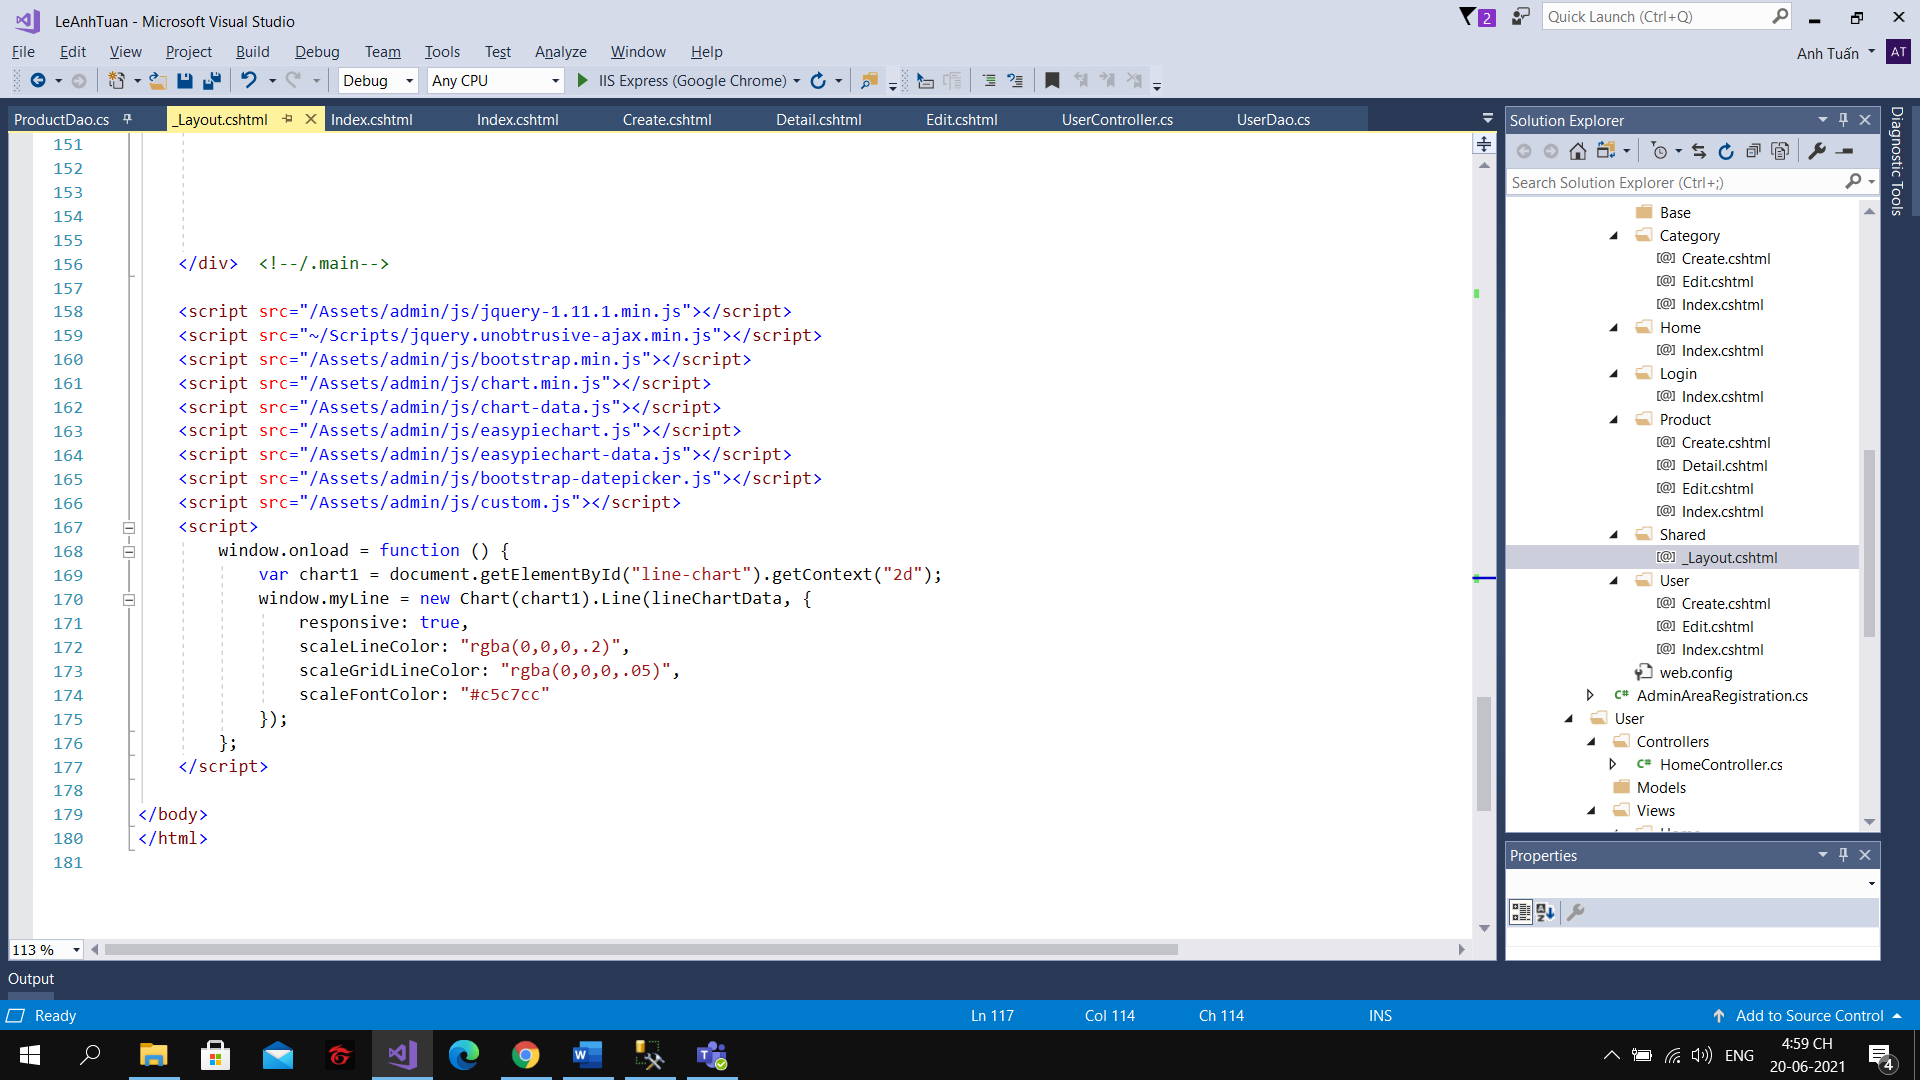 LeAnhTuan - Microsoft Visual Studio
2
Quick Launch (Ctrl+Q)
File Edit View Project Build Debug Team Tools Test Analyze Window Help
Anh Tuấn AT
Debug Any CPU IIS Express (Google Chrome)
ProductDao.cs _Layout.cshtml Index.cshtml Index.cshtml Create.cshtml Detail.cshtml Edit.cshtml UserController.cs UserDao.cs
151
152
153
154
155
156 </div> <!--/.main-->
157
158 <script src="/Assets/admin/js/jquery-1.11.1.min.js"></script>
159 <script src="~/Scripts/jquery.unobtrusive-ajax.min.js"></script>
160 <script src="/Assets/admin/js/bootstrap.min.js"></script>
161 <script src="/Assets/admin/js/chart.min.js"></script>
162 <script src="/Assets/admin/js/chart-data.js"></script>
163 <script src="/Assets/admin/js/easypiechart.js"></script>
164 <script src="/Assets/admin/js/easypiechart-data.js"></script>
165 <script src="/Assets/admin/js/bootstrap-datepicker.js"></script>
166 <script src="/Assets/admin/js/custom.js"></script>
167 <script>
168 window.onload = function () {
169 var chart1 = document.getElementById("line-chart").getContext("2d");
170 window.myLine = new Chart(chart1).Line(lineChartData, {
171 responsive: true,
172 scaleLineColor: "rgba(0,0,0,.2)",
173 scaleGridLineColor: "rgba(0,0,0,.05)",
174 scaleFontColor: "#c5c7cc"
175 });
176 };
177 </script>
178
179 </body>
180 </html>
181
113 %
Solution Explorer
Search Solution Explorer (Ctrl+;)
Base
Category
Create.cshtml
Edit.cshtml
Index.cshtml
Home
Index.cshtml
Login
Index.cshtml
Product
Create.cshtml
Detail.cshtml
Edit.cshtml
Index.cshtml
Shared
_Layout.cshtml
User
Create.cshtml
Edit.cshtml
Index.cshtml
web.config
C# AdminAreaRegistration.cs
User
Controllers
C# HomeController.cs
Models
Views
Diagnostic Tools
Properties
Output
Ready Ln 117 Col 114 Ch 114 INS Add to Source Control
ENG
4:59 CH
20-06-2021
4